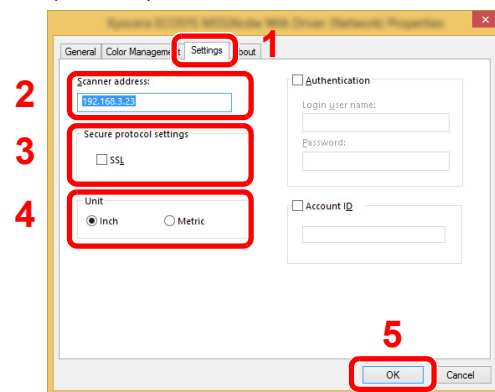 Kyocera ECOSYS M5526cdw WIA Driver (Network) Properties
General Color Management Settings bout 1
2 Scanner address:
192.168.3.23
Authentication
Login user name:
Password:
3 Secure protocol settings
SSL
4 Unit
Inch Metric
Account ID
5
OK Cancel